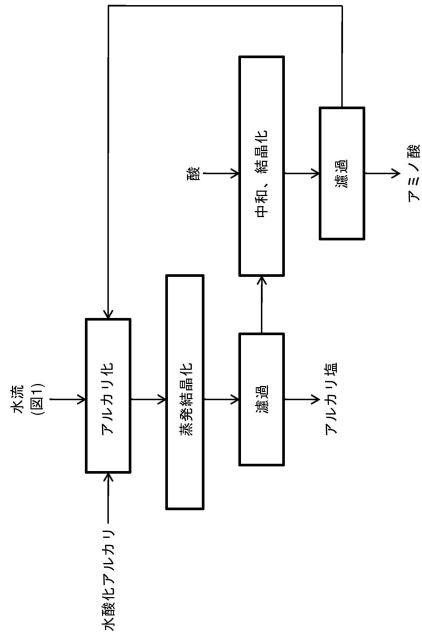 水流
(図1)
水酸化アルカリ
アルカリ化
蒸発結晶化
濾過
アルカリ塩
酸
中和、結晶化
濾過
アミノ酸